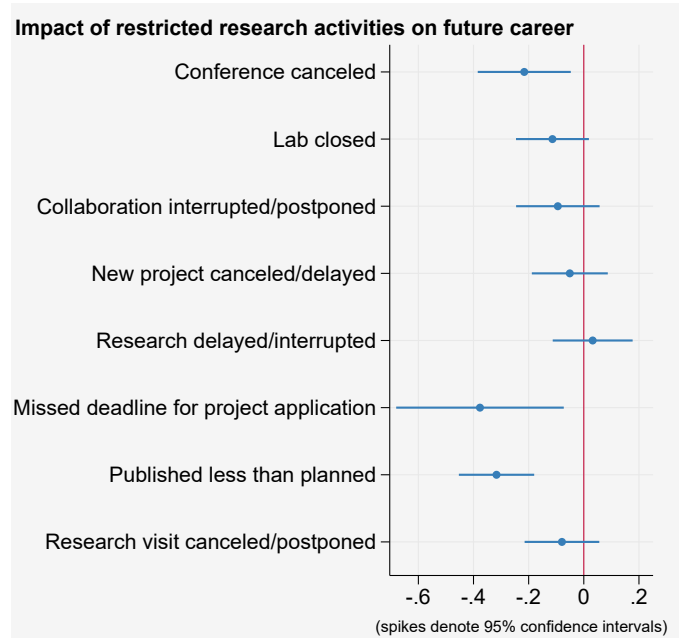 Impact of restricted research activities on future career
Conference canceled
Lab closed
Collaboration interrupted/postponed
New project canceled/delayed
Research delayed/interrupted
Missed deadline for project application
Published less than planned
Research visit canceled/postponed
-.6 -.4 -.2 0 .2
(spikes denote 95% confidence intervals)